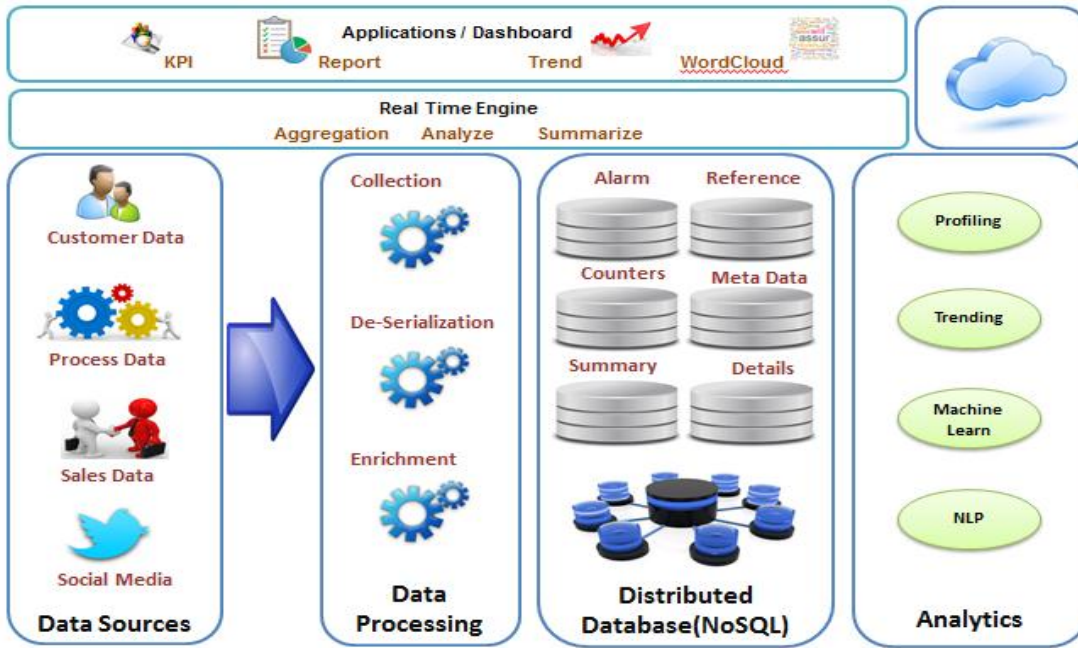 Applications / Dashboard
KPI Report Trend WordCloud
assur
Real Time Engine
Aggregation Analyze Summarize
Customer Data
Process Data
Sales Data
Social Media
Data Sources
Collection
De-Serialization
Enrichment
Data
Processing
Alarm Reference
Counters Meta Data
Summary Details
Distributed
Database(NoSQL)
Profiling
Trending
Machine
Learn
NLP
Analytics